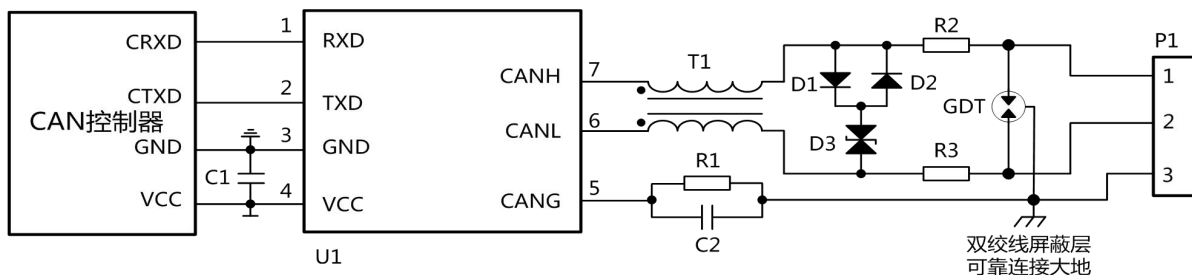 CAN控制器
CRXD
CTXD
GND
VCC
1
2
3
4
C1
RXD
TXD
GND
VCC
CANH
CANL
CANG
U1
7
6
5
T1
R1
C2
D1
D2
D3
R2
R3
GDT
P1
1
2
3
双绞线屏蔽层
可靠连接大地